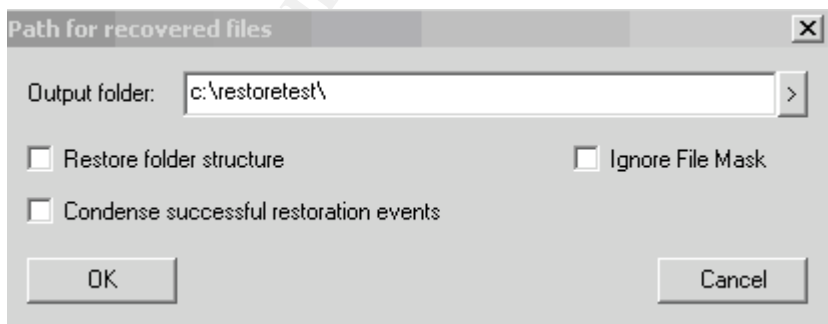 Path for recovered files
Output folder: c:\restoretest\ >
Restore folder structure Ignore File Mask
Condense successful restoration events
OK Cancel